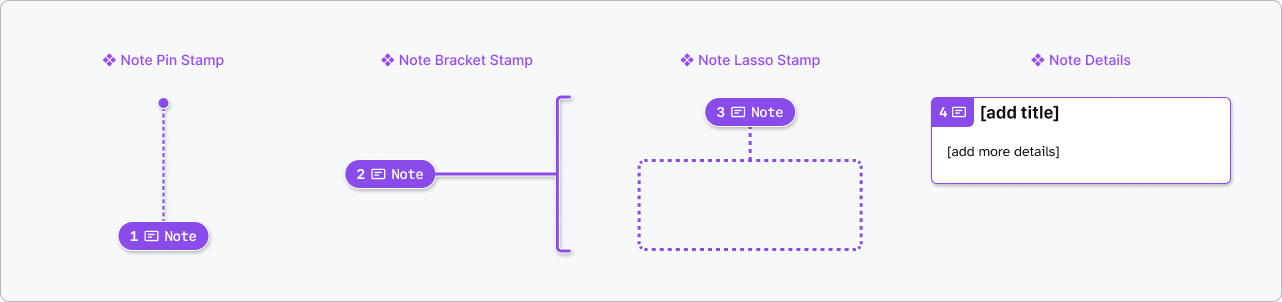 Note Pin Stamp
1 Note
Note Bracket Stamp
2 Note
Note Lasso Stamp
3 Note
Note Details
4 [add title]
[add more details]